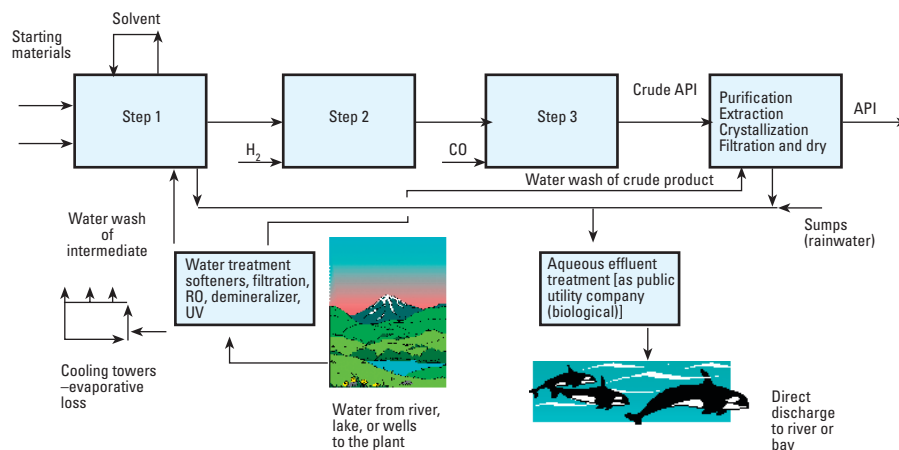 Solvent
Starting
materials
Step 1
Step 2
Step 3
Crude API
Purification
Extraction
Crystallization
Filtration and dry
API
H₂
CO
Water wash of crude product
Water wash
of
intermediate
Sumps
(rainwater)
Water treatment
softeners, filtration,
RO, demineralizer,
UV
Aqueous effluent
treatment [as public
utility company
(biological)]
Cooling towers
–evaporative
loss
Water from river,
lake, or wells
to the plant
Direct
discharge
to river or
bay